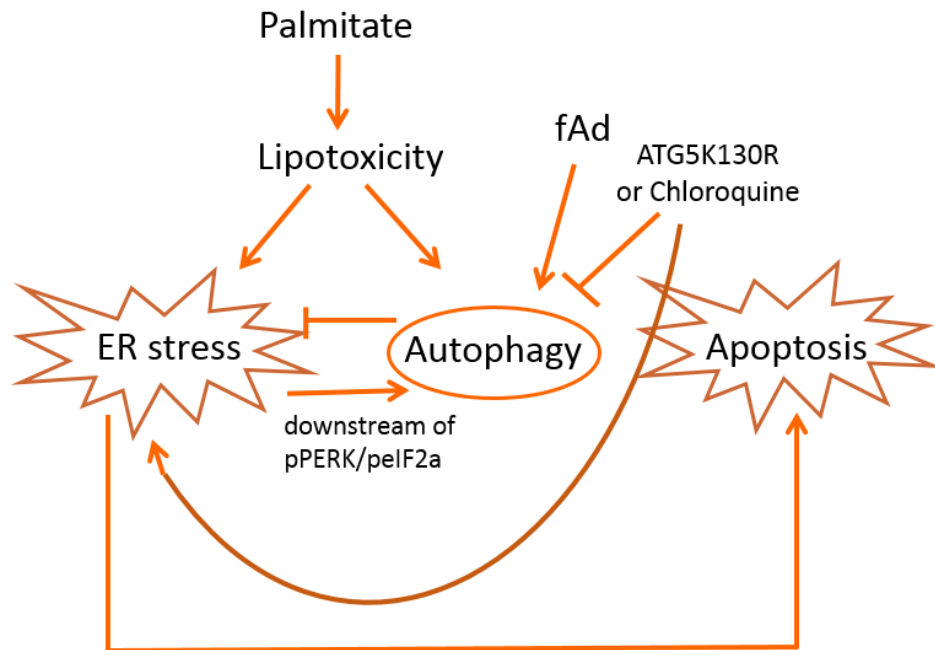 Palmitate
Lipotoxicity
fAd
ATG5K130R
or Chloroquine
ER stress
Autophagy
Apoptosis
downstream of
pPERK/peIF2a